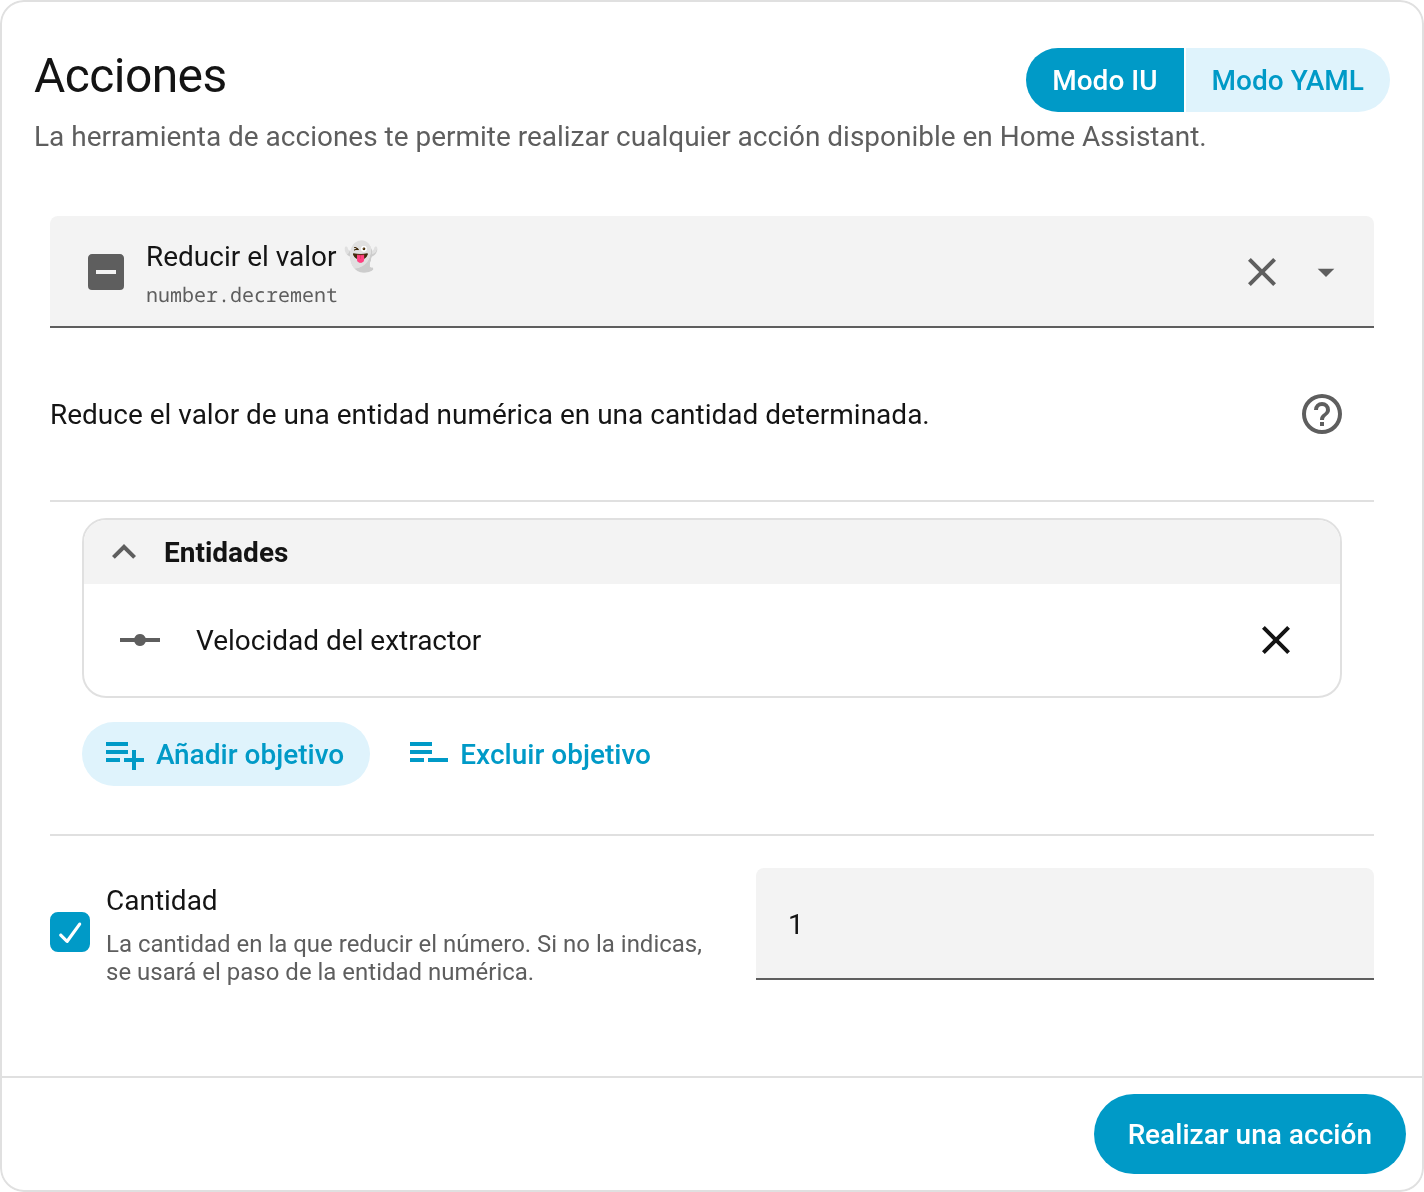 Acciones
Modo IU
Modo YAML
La herramienta de acciones te permite realizar cualquier acción disponible en Home Assistant.
Reducir el valor 👻
number.decrement
Reduce el valor de una entidad numérica en una cantidad determinada.
Entidades
Velocidad del extractor
Añadir objetivo
Excluir objetivo
Cantidad
La cantidad en la que reducir el número. Si no la indicas,
se usará el paso de la entidad numérica.
1
Realizar una acción